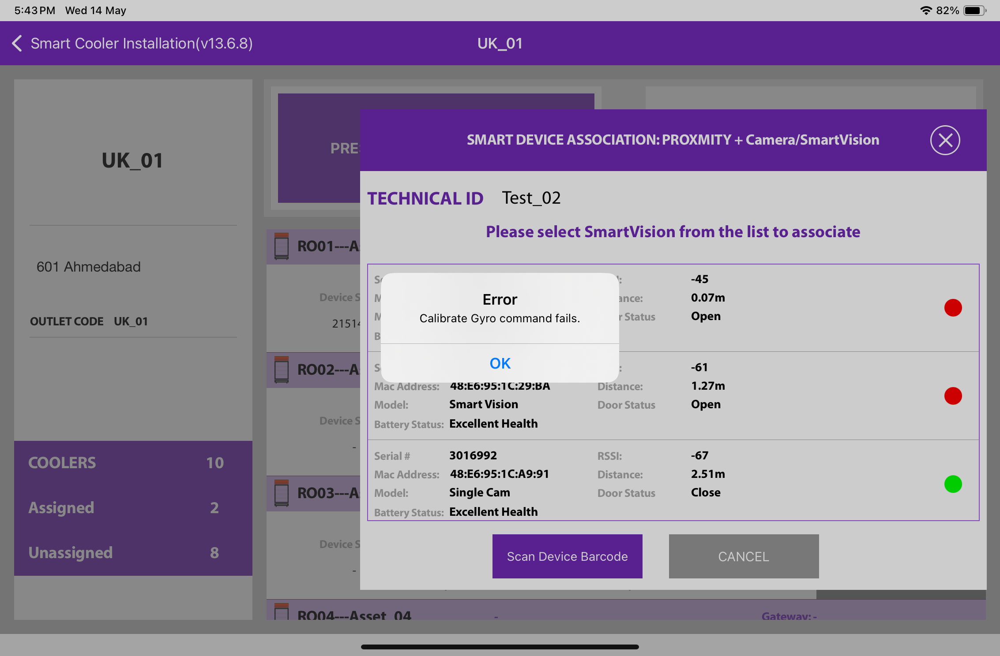 5:43 PM Wed 14 May 82%
Smart Cooler Installation(v13.6.8) UK_01
UK_01
601 Ahmedabad
OUTLET CODE UK_01
COOLERS 10
Assigned 2
Unassigned 8
SMART DEVICE ASSOCIATION: PROXMITY + Camera/SmartVision
TECHNICAL ID Test_02
Please select SmartVision from the list to associate
-45
0.07m
Status Open
Error
Calibrate Gyro command fails.
OK
-61
Mac Address: 48:E6:95:1C:29:BA Distance: 1.27m
Model: Smart Vision Door Status Open
Battery Status: Excellent Health
Serial # 3016992 RSSI: -67
Mac Address: 48:E6:95:1C:A9:91 Distance: 2.51m
Model: Single Cam Door Status Close
Battery Status: Excellent Health
Scan Device Barcode CANCEL
Device
RO02---A
-
Device
RO03---A
-
Device
RO01---A
RO04---Asset_04 - Gateway: -